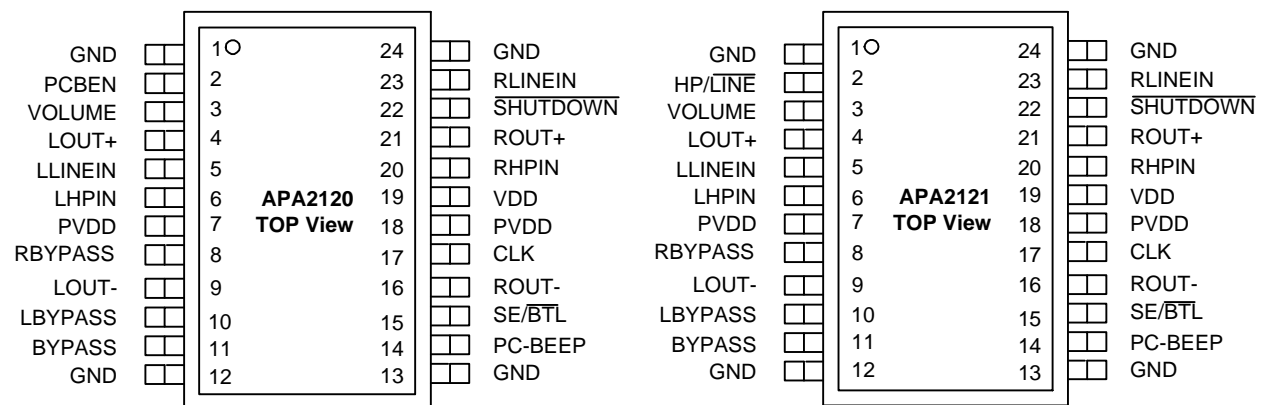 GND 1 24 GND
PCBEN 2 23 RLINEIN
VOLUME 3 22 SHUTDOWN
LOUT+ 4 21 ROUT+
LLINEIN 5 20 RHPIN
LHPIN 6 APA2120 19 VDD
PVDD 7 TOP View 18 PVDD
RBYPASS 8 17 CLK
LOUT- 9 16 ROUT-
LBYPASS 10 15 SE/BTL
BYPASS 11 14 PC-BEEP
GND 12 13 GND
GND 1 24 GND
HP/LINE 2 23 RLINEIN
VOLUME 3 22 SHUTDOWN
LOUT+ 4 21 ROUT+
LLINEIN 5 20 RHPIN
LHPIN 6 APA2121 19 VDD
PVDD 7 TOP View 18 PVDD
RBYPASS 8 17 CLK
LOUT- 9 16 ROUT-
LBYPASS 10 15 SE/BTL
BYPASS 11 14 PC-BEEP
GND 12 13 GND